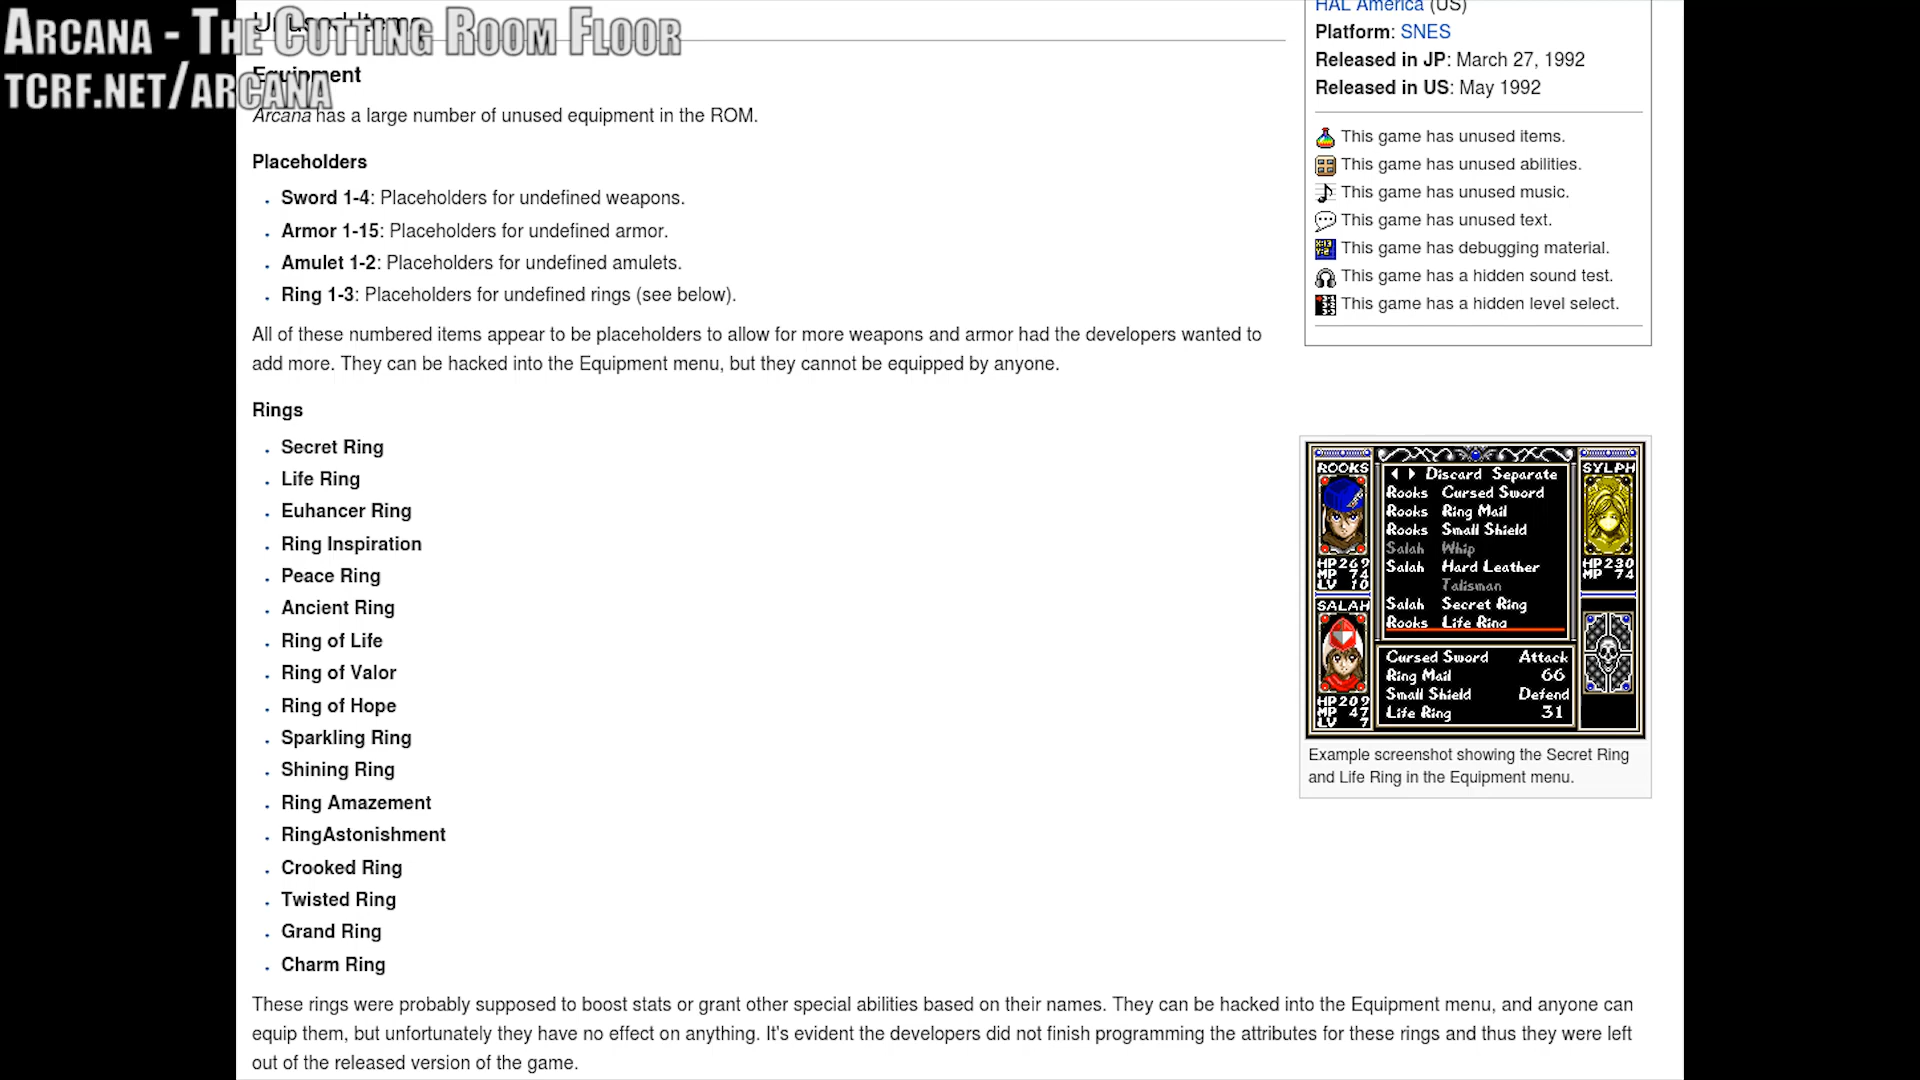 Arcana - The Cutting Room Floor
tcrf.net/arcana
Unused Items
Equipment
Arcana has a large number of unused equipment in the ROM.
Placeholders
Sword 1-4: Placeholders for undefined weapons.
Armor 1-15: Placeholders for undefined armor.
Amulet 1-2: Placeholders for undefined amulets.
Ring 1-3: Placeholders for undefined rings (see below).
All of these numbered items appear to be placeholders to allow for more weapons and armor had the developers wanted to
add more. They can be hacked into the Equipment menu, but they cannot be equipped by anyone.
Rings
Secret Ring
Life Ring
Euhancer Ring
Ring Inspiration
Peace Ring
Ancient Ring
Ring of Life
Ring of Valor
Ring of Hope
Sparkling Ring
Shining Ring
Ring Amazement
RingAstonishment
Crooked Ring
Twisted Ring
Grand Ring
Charm Ring
These rings were probably supposed to boost stats or grant other special abilities based on their names. They can be hacked into the Equipment menu, and anyone can
equip them, but unfortunately they have no effect on anything. It's evident the developers did not finish programming the attributes for these rings and thus they were left
out of the released version of the game.
HAL America (US)
Platform: SNES
Released in JP: March 27, 1992
Released in US: May 1992
This game has unused items.
This game has unused abilities.
This game has unused music.
This game has unused text.
This game has debugging material.
This game has a hidden sound test.
This game has a hidden level select.
ROOKS
HP269
MP 74
LV 10
SALAH
HP209
MP 47
LV 7
Discard Separate
Rooks Cursed Sword
Rooks Ring Mail
Rooks Small Shield
Salah Whip
Salah Hard Leather
Talisman
Salah Secret Ring
Rooks Life Ring
Cursed Sword Attack
Ring Mail 66
Small Shield Defend
Life Ring 31
SYLPH
HP230
MP 74
Example screenshot showing the Secret Ring
and Life Ring in the Equipment menu.